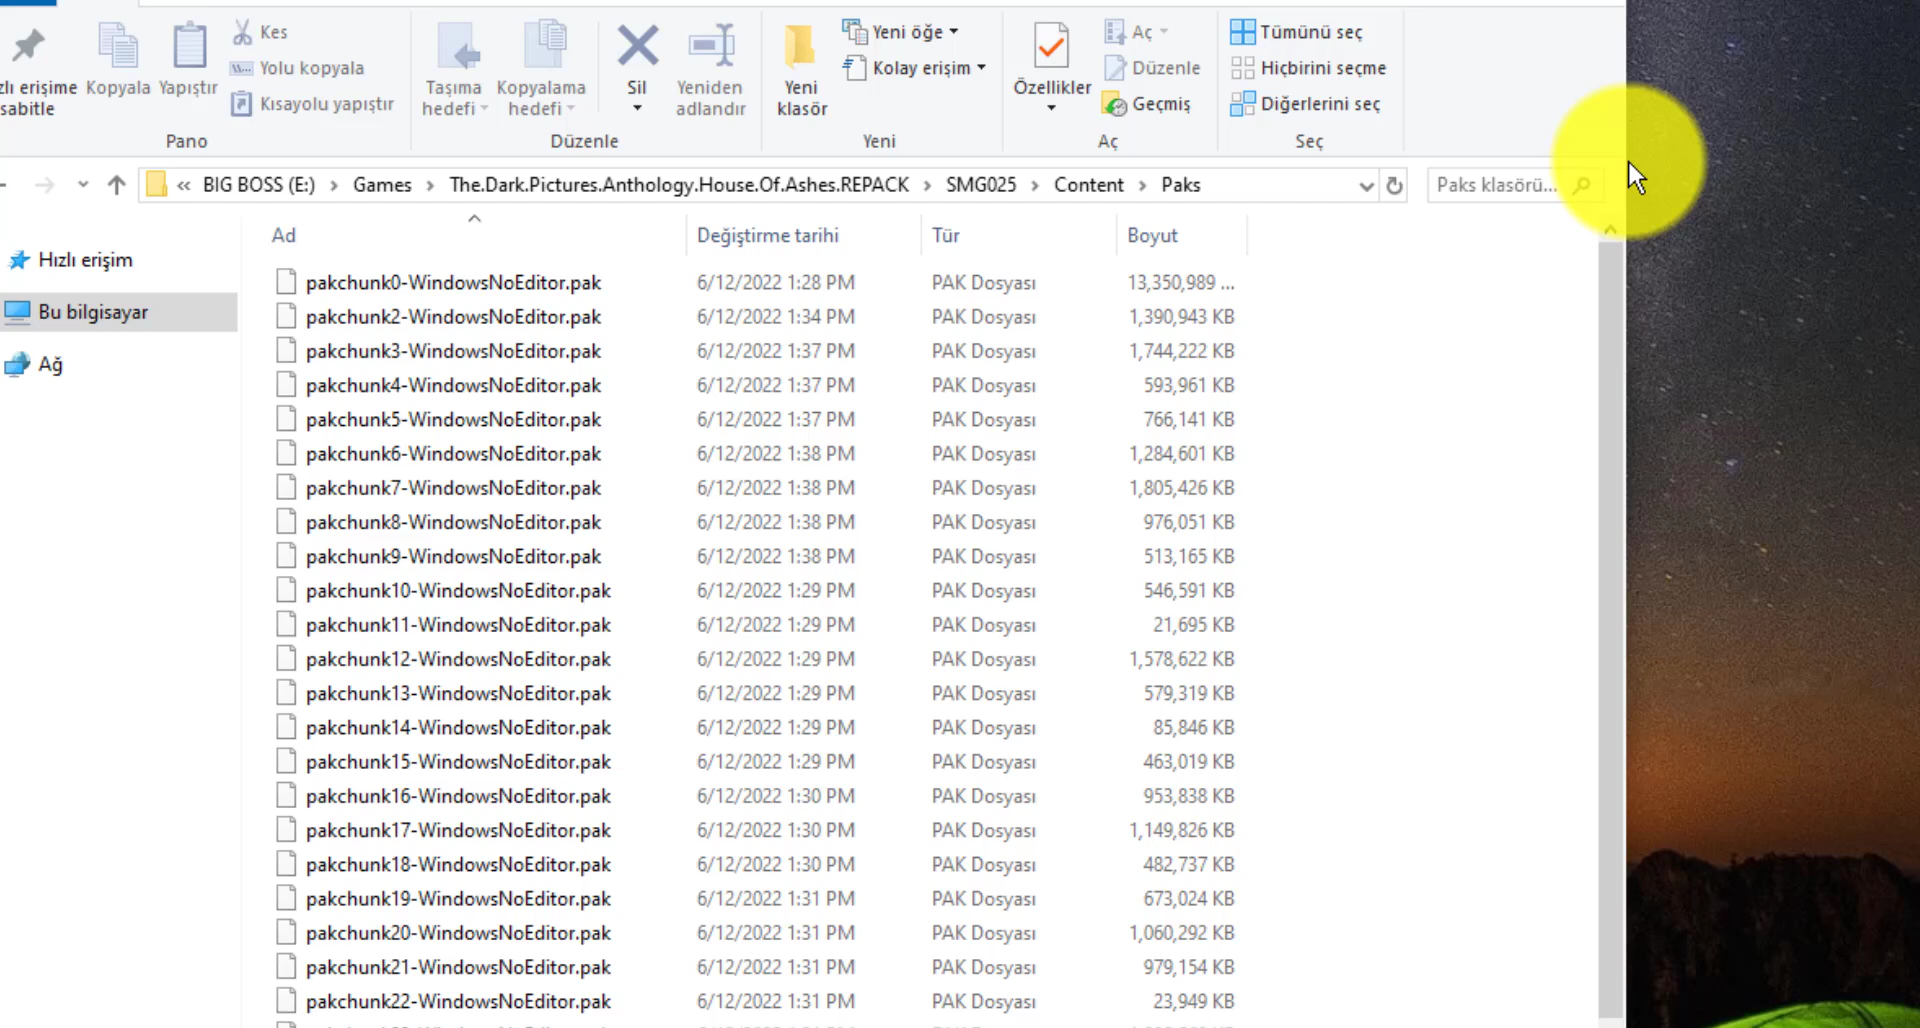 Kes
Yolu kopyala
Kısayolu yapıştır
zlı erişime
sabitle
Kopyala
Yapıştır
Pano
Taşıma
hedefi
Kopyalama
hedefi
Sil
Yeniden
adlandır
Düzenle
Yeni
klasör
Yeni öğe
Kolay erişim
Yeni
Özellikler
Aç
Düzenle
Geçmiş
Aç
Tümünü seç
Hiçbirini seçme
Diğerlerini seç
Seç
« BIG BOSS (E:) › Games › The.Dark.Pictures.Anthology.House.Of.Ashes.REPACK › SMG025 › Content › Paks
Paks klasörü...
Hızlı erişim
Bu bilgisayar
Ağ
Ad Değiştirme tarihi Tür Boyut
pakchunk0-WindowsNoEditor.pak 6/12/2022 1:28 PM PAK Dosyası 13,350,989 ...
pakchunk2-WindowsNoEditor.pak 6/12/2022 1:34 PM PAK Dosyası 1,390,943 KB
pakchunk3-WindowsNoEditor.pak 6/12/2022 1:37 PM PAK Dosyası 1,744,222 KB
pakchunk4-WindowsNoEditor.pak 6/12/2022 1:37 PM PAK Dosyası 593,961 KB
pakchunk5-WindowsNoEditor.pak 6/12/2022 1:37 PM PAK Dosyası 766,141 KB
pakchunk6-WindowsNoEditor.pak 6/12/2022 1:38 PM PAK Dosyası 1,284,601 KB
pakchunk7-WindowsNoEditor.pak 6/12/2022 1:38 PM PAK Dosyası 1,805,426 KB
pakchunk8-WindowsNoEditor.pak 6/12/2022 1:38 PM PAK Dosyası 976,051 KB
pakchunk9-WindowsNoEditor.pak 6/12/2022 1:38 PM PAK Dosyası 513,165 KB
pakchunk10-WindowsNoEditor.pak 6/12/2022 1:29 PM PAK Dosyası 546,591 KB
pakchunk11-WindowsNoEditor.pak 6/12/2022 1:29 PM PAK Dosyası 21,695 KB
pakchunk12-WindowsNoEditor.pak 6/12/2022 1:29 PM PAK Dosyası 1,578,622 KB
pakchunk13-WindowsNoEditor.pak 6/12/2022 1:29 PM PAK Dosyası 579,319 KB
pakchunk14-WindowsNoEditor.pak 6/12/2022 1:29 PM PAK Dosyası 85,846 KB
pakchunk15-WindowsNoEditor.pak 6/12/2022 1:29 PM PAK Dosyası 463,019 KB
pakchunk16-WindowsNoEditor.pak 6/12/2022 1:30 PM PAK Dosyası 953,838 KB
pakchunk17-WindowsNoEditor.pak 6/12/2022 1:30 PM PAK Dosyası 1,149,826 KB
pakchunk18-WindowsNoEditor.pak 6/12/2022 1:30 PM PAK Dosyası 482,737 KB
pakchunk19-WindowsNoEditor.pak 6/12/2022 1:31 PM PAK Dosyası 673,024 KB
pakchunk20-WindowsNoEditor.pak 6/12/2022 1:31 PM PAK Dosyası 1,060,292 KB
pakchunk21-WindowsNoEditor.pak 6/12/2022 1:31 PM PAK Dosyası 979,154 KB
pakchunk22-WindowsNoEditor.pak 6/12/2022 1:31 PM PAK Dosyası 23,949 KB